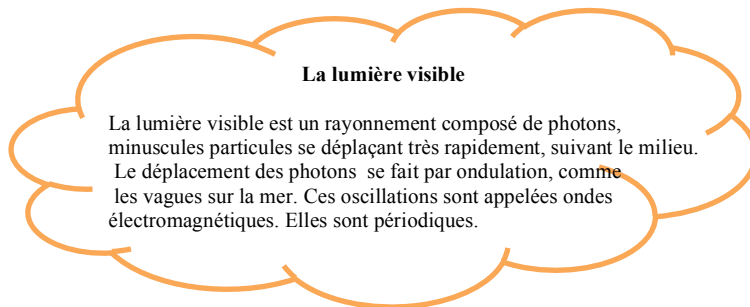 La lumière visible
La lumière visible est un rayonnement composé de photons,
minuscules particules se déplaçant très rapidement, suivant le milieu.
Le déplacement des photons se fait par ondulation, comme
les vagues sur la mer. Ces oscillations sont appelées ondes
électromagnétiques. Elles sont périodiques.